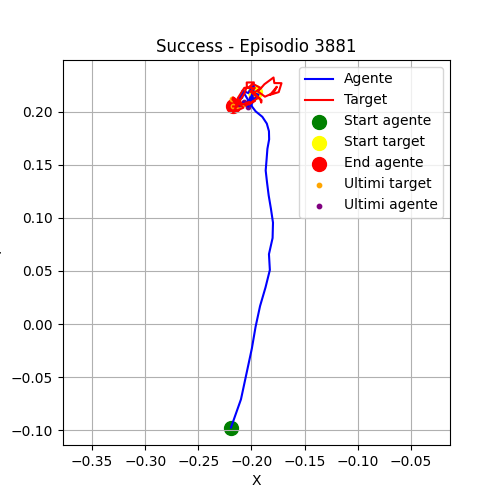 Success - Episodio 3881
Agente
Target
Start agente
Start target
End agente
Ultimi target
Ultimi agente
0.20
0.15
0.10
0.05
0.00
−0.05
−0.10
−0.35 −0.30 −0.25 −0.20 −0.15 −0.10 −0.05
X